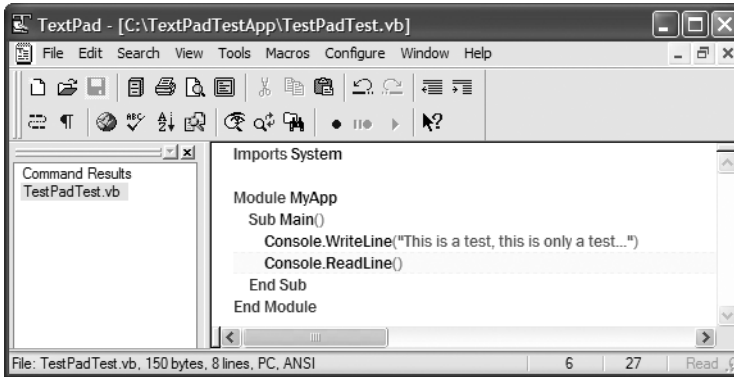 TextPad - [C:\TextPadTestApp\TestPadTest.vb]
File Edit Search View Tools Macros Configure Window Help
Command Results
TestPadTest.vb
Imports System
Module MyApp
Sub Main()
Console.WriteLine("This is a test, this is only a test...")
Console.ReadLine()
End Sub
End Module
File: TestPadTest.vb, 150 bytes, 8 lines, PC, ANSI 6 27 Read